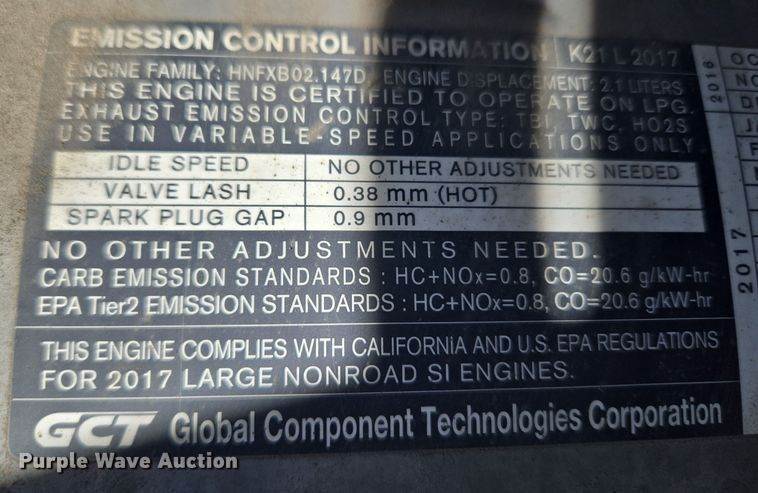 EMISSION CONTROL INFORMATION K21 L 2017
ENGINE FAMILY: HNFXB02.147D, ENGINE DISPLACEMENT: 2.1 LITERS
THIS ENGINE IS CERTIFIED TO OPERATE ON LPG.
EXHAUST EMISSION CONTROL TYPE: TBI, TWC, HO2S
USE IN VARIABLE-SPEED APPLICATIONS ONLY
IDLE SPEED NO OTHER ADJUSTMENTS NEEDED
VALVE LASH 0.38 mm (HOT)
SPARK PLUG GAP 0.9 mm
NO OTHER ADJUSTMENTS NEEDED.
CARB EMISSION STANDARDS : HC+NOx=0.8, CO=20.6 g/kW-hr
EPA Tier2 EMISSION STANDARDS : HC+NOx=0.8, CO=20.6 g/kW-hr
THIS ENGINE COMPLIES WITH CALIFORNIA AND U.S. EPA REGULATIONS
FOR 2017 LARGE NONROAD SI ENGINES.
GCT Global Component Technologies Corporation
2016
2017
Purple Wave Auction